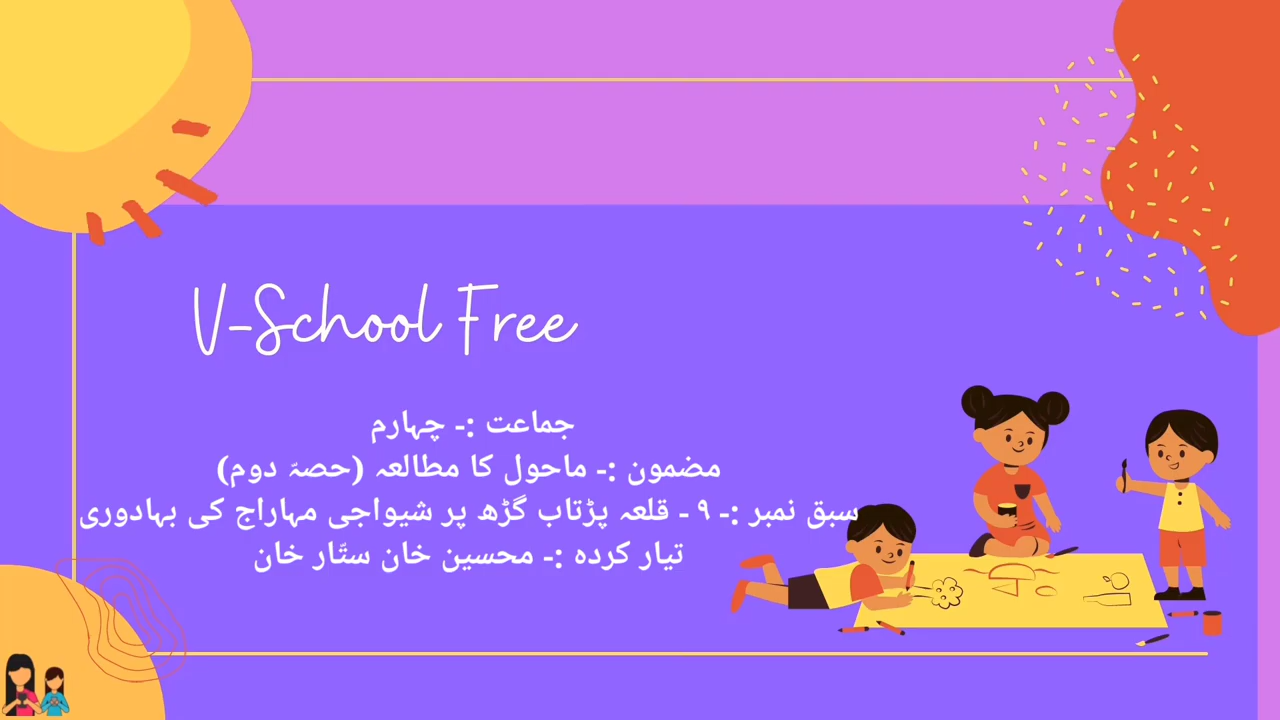 V-School Free
جماعت :- چہارم
مضمون :- ماحول کا مطالعہ (حصہّ دوم)
سبق نمبر :- ۹ - قلعہ پڑتاب گڑھ پر شیواجی مہاراج کی بہادوری
تیار کردہ :- محسین خان ستّار خان